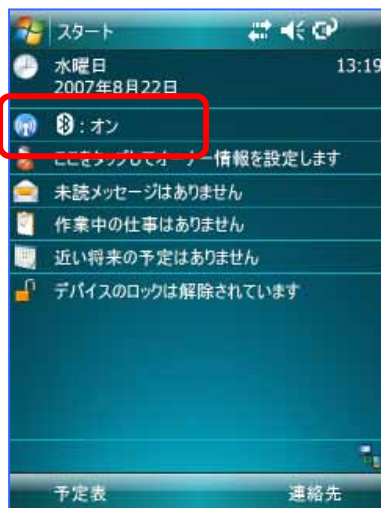 スタート
水曜日 13:19
2007年8月22日
: オン
ここをタップしてオーナー情報を設定します
未読メッセージはありません
作業中の仕事はありません
近い将来の予定はありません
デバイスのロックは解除されています
予定表 連絡先